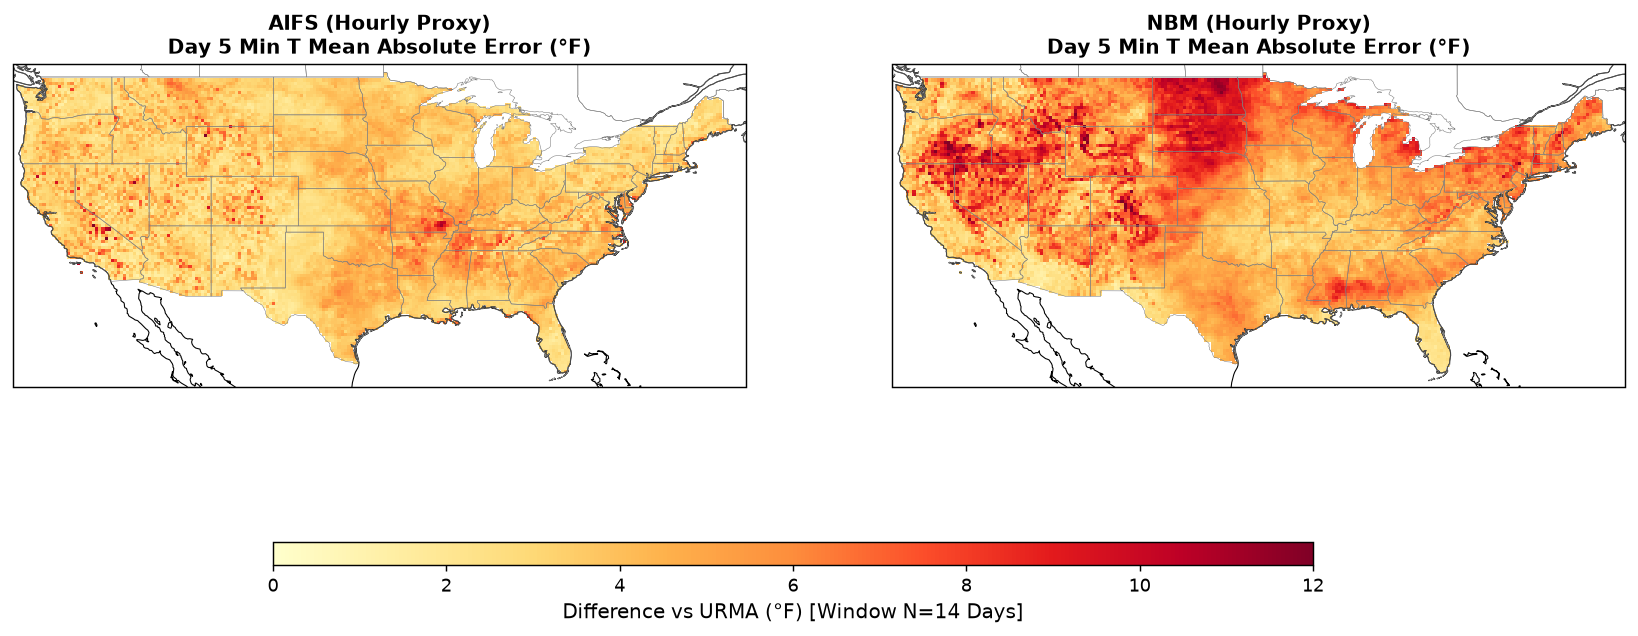 AIFS (Hourly Proxy)
Day 5 Min T Mean Absolute Error (°F)
NBM (Hourly Proxy)
Day 5 Min T Mean Absolute Error (°F)
0 2 4 6 8 10 12
Difference vs URMA (°F) [Window N=14 Days]